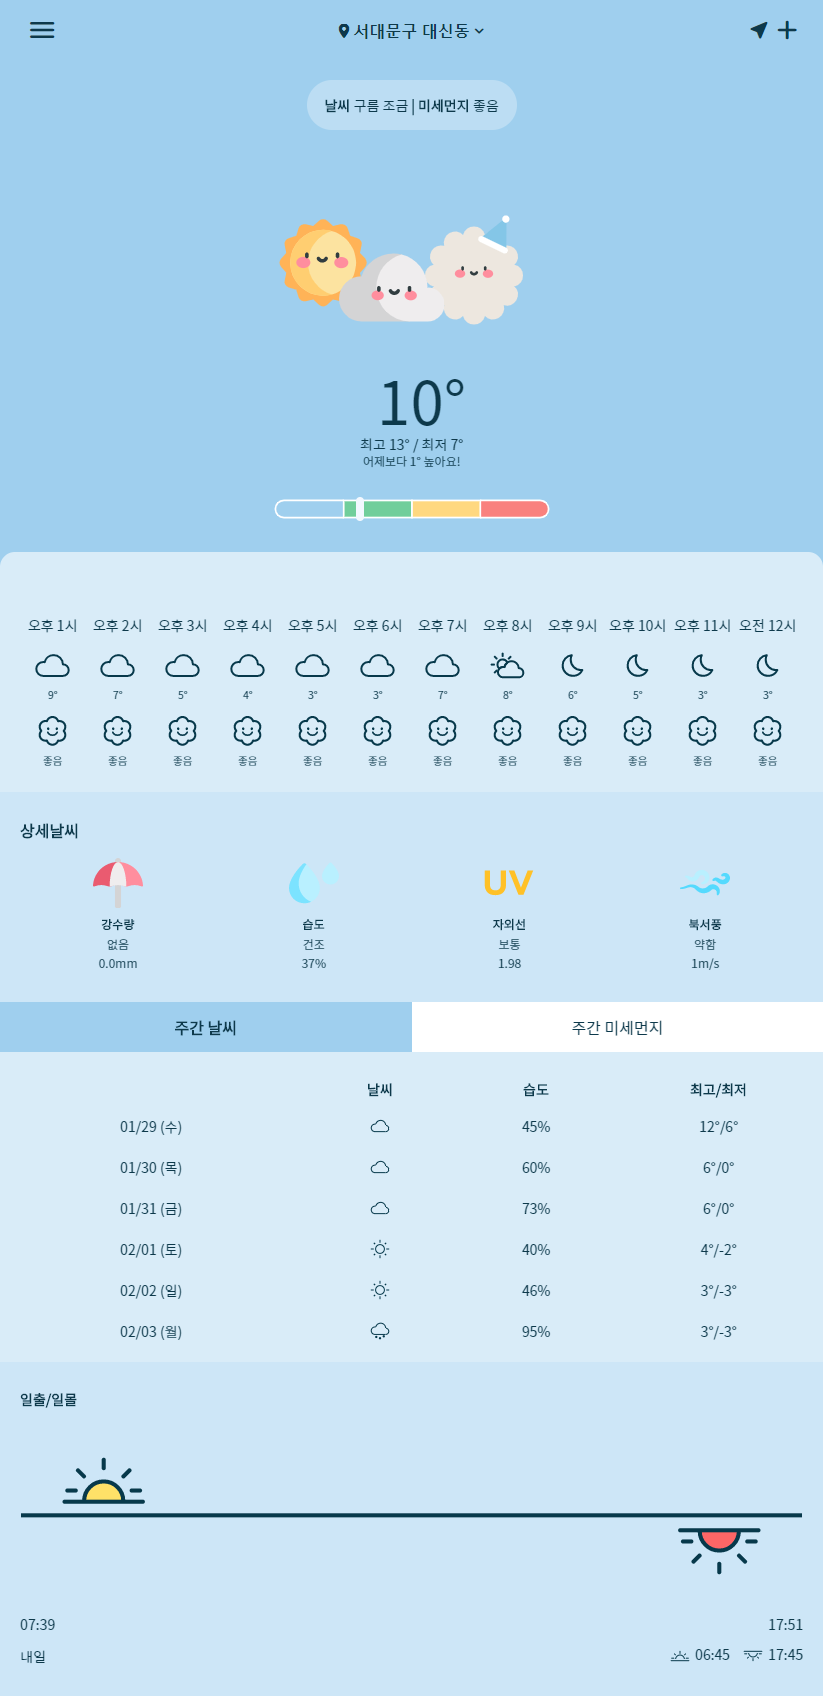 서대문구 대신동
날씨 구름 조금 | 미세먼지 좋음
10°
최고 13° / 최저 7°
어제보다 1° 높아요!
오후 1시 오후 2시 오후 3시 오후 4시 오후 5시 오후 6시 오후 7시 오후 8시 오후 9시 오후 10시 오후 11시 오전 12시
9° 7° 5° 4° 3° 3° 7° 8° 6° 5° 3° 3°
좋음 좋음 좋음 좋음 좋음 좋음 좋음 좋음 좋음 좋음 좋음 좋음
상세날씨
UV
강수량 습도 자외선 북서풍
없음 건조 보통 약함
0.0mm 37% 1.98 1m/s
주간 날씨 주간 미세먼지
날씨 습도 최고/최저
01/29 (수) 45% 12°/6°
01/30 (목) 60% 6°/0°
01/31 (금) 73% 6°/0°
02/01 (토) 40% 4°/-2°
02/02 (일) 46% 3°/-3°
02/03 (월) 95% 3°/-3°
일출/일몰
07:39 17:51
내일 06:45 17:45